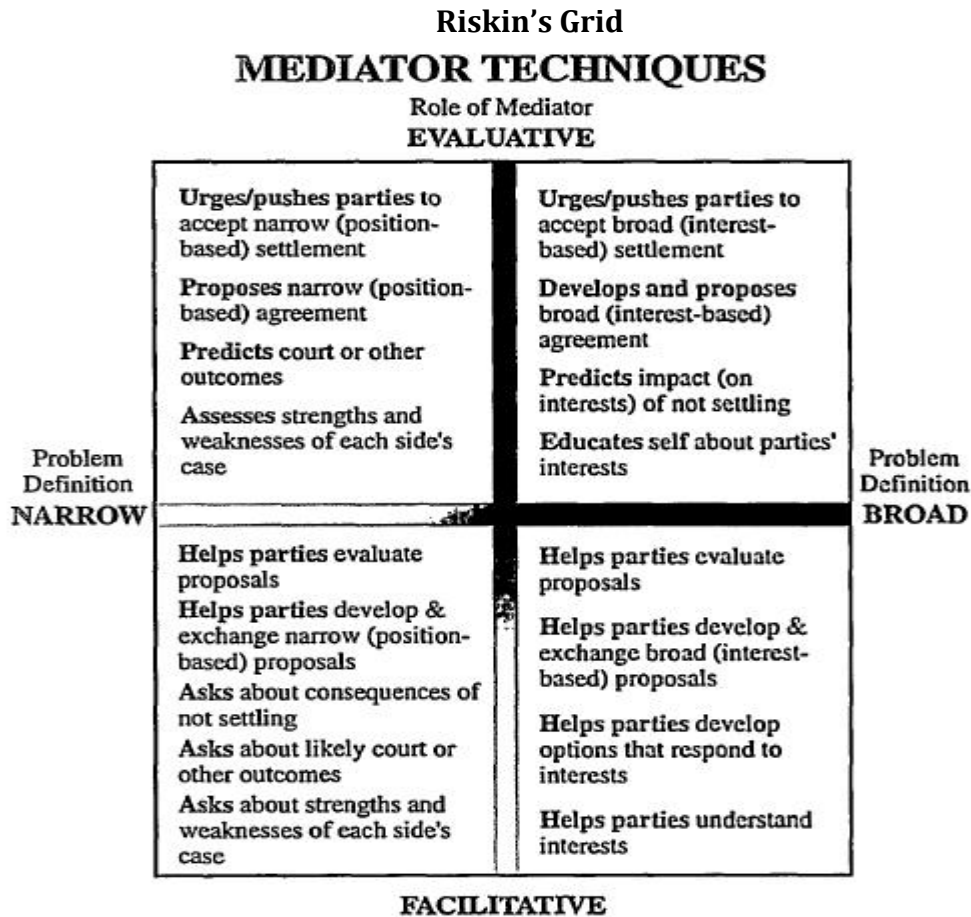 Riskin’s Grid
MEDIATOR TECHNIQUES
Role of Mediator
EVALUATIVE
Urges/pushes parties to
accept narrow (position-
based) settlement
Proposes narrow (position-
based) agreement
Predicts court or other
outcomes
Assesses strengths and
weaknesses of each side's
case
Urges/pushes parties to
accept broad (interest-
based) settlement
Develops and proposes
broad (interest-based)
agreement
Predicts impact (on
interests) of not settling
Educates self about parties'
interests
Problem
Definition
NARROW
Problem
Definition
BROAD
Helps parties evaluate
proposals
Helps parties develop &
exchange narrow (position-
based) proposals
Asks about consequences of
not settling
Asks about likely court or
other outcomes
Asks about strengths and
weaknesses of each side's
case
Helps parties evaluate
proposals
Helps parties develop &
exchange broad (interest-
based) proposals
Helps parties develop
options that respond to
interests
Helps parties understand
interests
FACILITATIVE